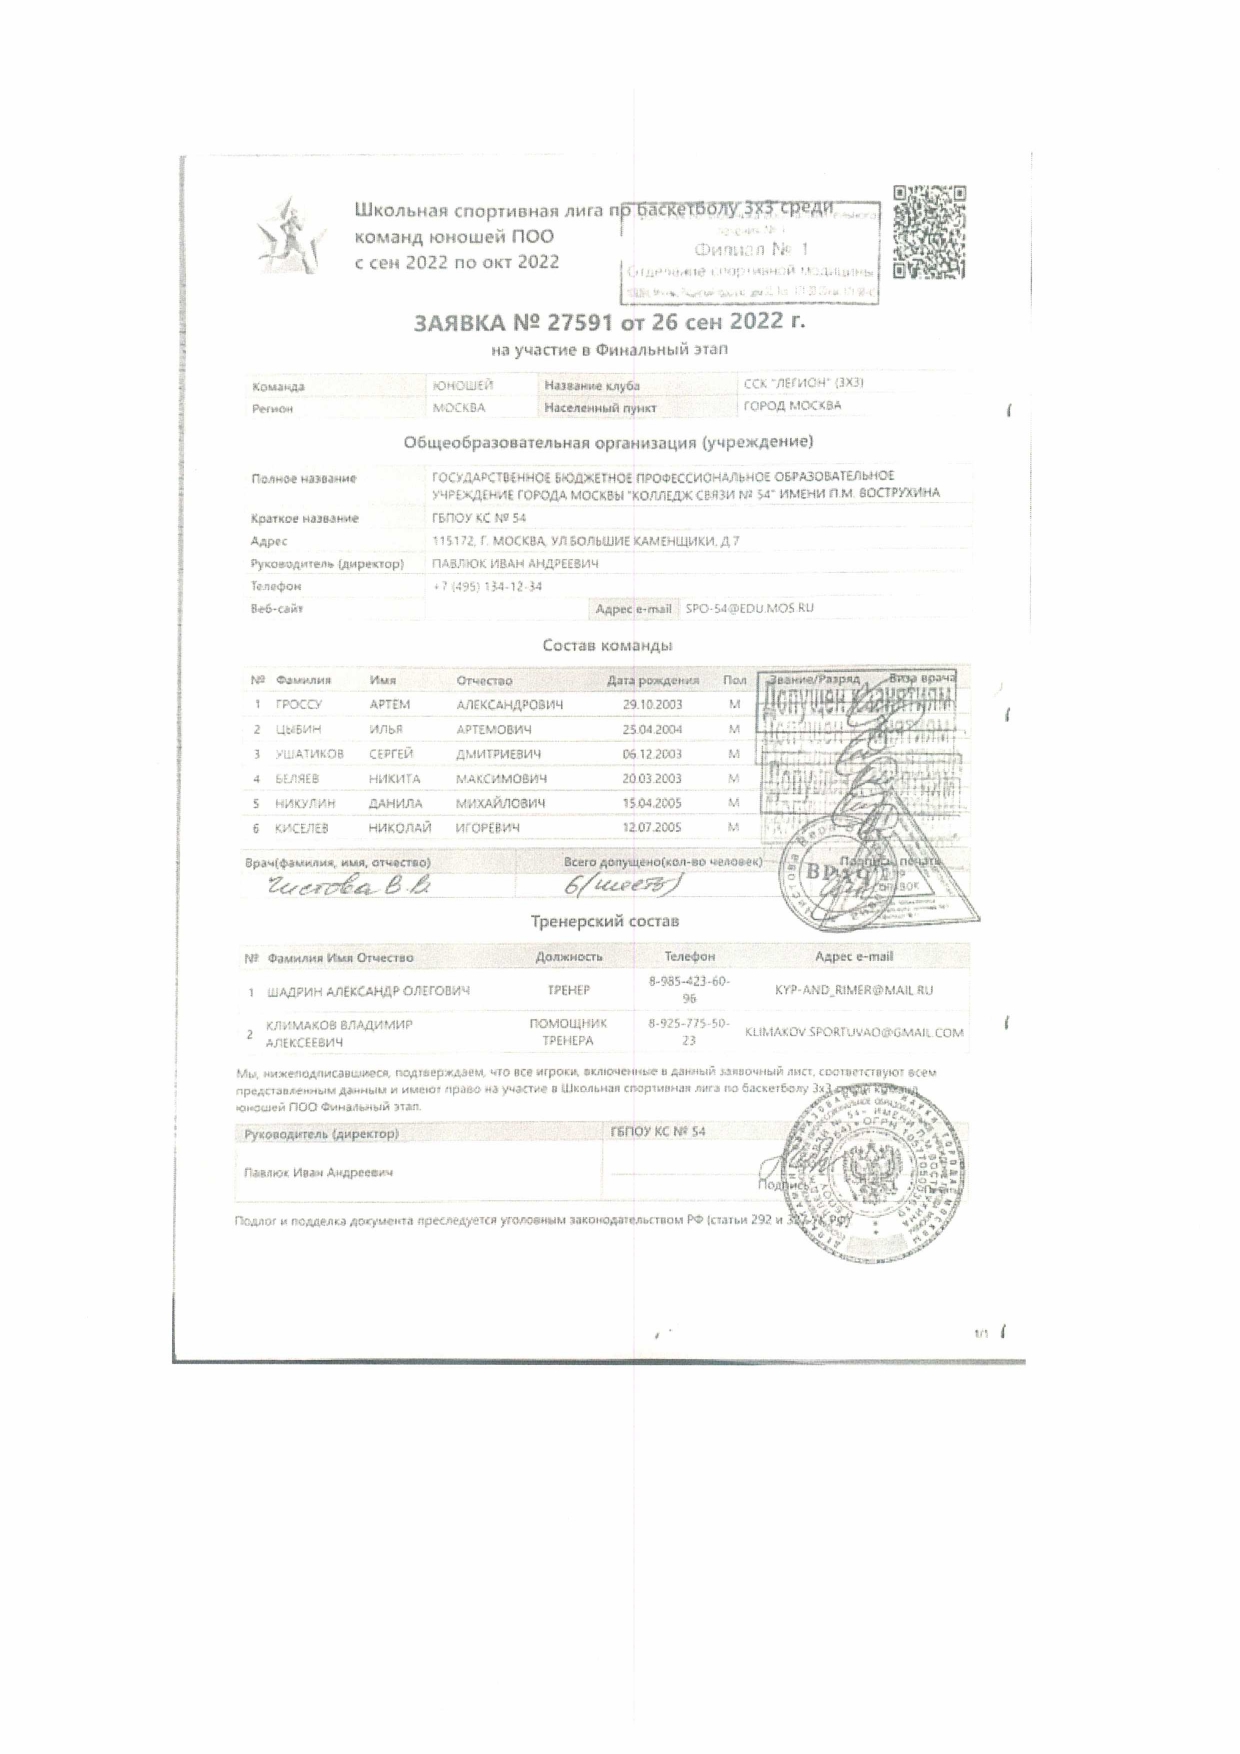 Школьная спортивная лига по баскетболу 3х3 среди
команд юношей ПОО
с сен 2022 по окт 2022
Филиал № 1
Отделение спортивной медицины
ЗАЯВКА № 27591 от 26 сен 2022 г.
на участие в Финальный этап
Команда ЮНОШЕЙ Название клуба ССК "ЛЕГИОН" (3Х3)
Регион МОСКВА Населенный пункт ГОРОД МОСКВА
Общеобразовательная организация (учреждение)
Полное название ГОСУДАРСТВЕННОЕ БЮДЖЕТНОЕ ПРОФЕССИОНАЛЬНОЕ ОБРАЗОВАТЕЛЬНОЕ
УЧРЕЖДЕНИЕ ГОРОДА МОСКВЫ "КОЛЛЕДЖ СВЯЗИ № 54" ИМЕНИ П.М. ВОСТРУХИНА
Краткое название ГБПОУ КС № 54
Адрес 115172, Г. МОСКВА, УЛ БОЛЬШИЕ КАМЕНЩИКИ, Д 7
Руководитель (директор) ПАВЛЮК ИВАН АНДРЕЕВИЧ
Телефон +7 (495) 134-12-34
Веб-сайт Адрес e-mail SPO-54@EDU.MOS.RU
Состав команды
№ Фамилия Имя Отчество Дата рождения Пол Звание/Разряд Виза врача
1 ГРОССУ АРТЕМ АЛЕКСАНДРОВИЧ 29.10.2003 М Допущен к занятиям
2 ЦЫБИН ИЛЬЯ АРТЕМОВИЧ 25.04.2004 М
3 УШАТИКОВ СЕРГЕЙ ДМИТРИЕВИЧ 06.12.2003 М
4 БЕЛЯЕВ НИКИТА МАКСИМОВИЧ 20.03.2003 М
5 НИКУЛИН ДАНИЛА МИХАЙЛОВИЧ 15.04.2005 М
6 КИСЕЛЕВ НИКОЛАЙ ИГОРЕВИЧ 12.07.2005 М
Врач(фамилия, имя, отчество) Всего допущено(кол-во человек) Подпись, печать
Чистова В.В. 6(шесть) ВРАЧ
Тренерский состав
№ Фамилия Имя Отчество Должность Телефон Адрес e-mail
1 ШАДРИН АЛЕКСАНДР ОЛЕГОВИЧ ТРЕНЕР 8-985-423-60-
96 KYP-AND_RIMER@MAIL.RU
2 КЛИМАКОВ ВЛАДИМИР
АЛЕКСЕЕВИЧ ПОМОЩНИК
ТРЕНЕРА 8-925-775-50-
23 KLIMAKOV.SPORTUVAO@GMAIL.COM
Мы, нижеподписавшиеся, подтверждаем, что все игроки, включенные в данный заявочный лист, соответствуют всем
представленным данным и имеют право на участие в Школьная спортивная лига по баскетболу 3х3 среди команд
юношей ПОО Финальный этап.
Руководитель (директор) ГБПОУ КС № 54
Павлюк Иван Андреевич
Подпись
Подлог и подделка документа преследуется уголовным законодательством РФ (статьи 292 и 327 УК РФ)
1/1